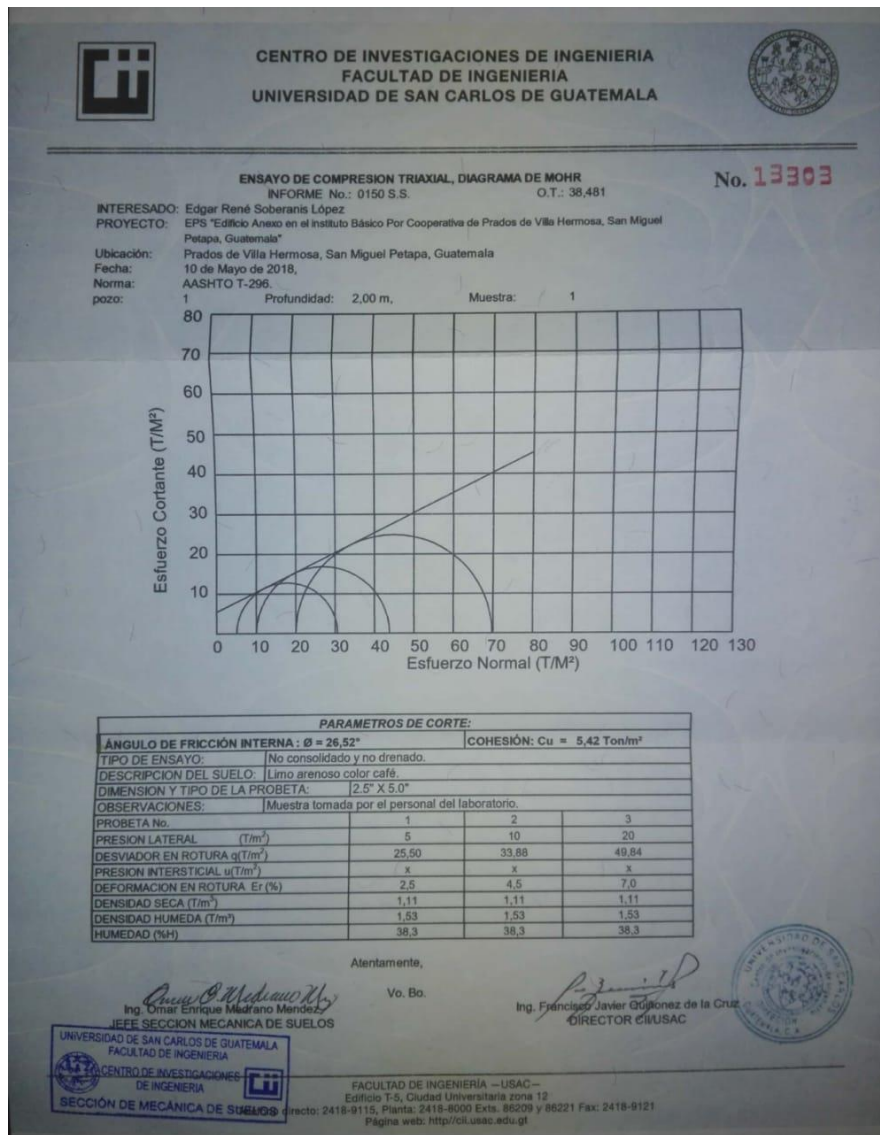 CII
CENTRO DE INVESTIGACIONES DE INGENIERIA
FACULTAD DE INGENIERIA
UNIVERSIDAD DE SAN CARLOS DE GUATEMALA
ENSAYO DE COMPRESION TRIAXIAL, DIAGRAMA DE MOHR
No. 13303
INFORME No.: 0150 S.S. O.T.: 38,481
INTERESADO: Edgar René Soberanis López
PROYECTO: EPS "Edificio Anexo en el Instituto Básico Por Cooperativa de Prados de Villa Hermosa, San Miguel
Petapa, Guatemala"
Ubicación: Prados de Villa Hermosa, San Miguel Petapa, Guatemala
Fecha: 10 de Mayo de 2018,
Norma: AASHTO T-296.
pozo: 1 Profundidad: 2,00 m, Muestra: 1
80
70
60
50
40
30
20
10
Esfuerzo Cortante (T/M²)
0 10 20 30 40 50 60 70 80 90 100 110 120 130
Esfuerzo Normal (T/M²)
PARAMETROS DE CORTE:
ÁNGULO DE FRICCIÓN INTERNA : Ø = 26,52° COHESIÓN: Cu = 5,42 Ton/m²
TIPO DE ENSAYO: No consolidado y no drenado.
DESCRIPCION DEL SUELO: Limo arenoso color café.
DIMENSION Y TIPO DE LA PROBETA: 2.5" X 5.0"
OBSERVACIONES: Muestra tomada por el personal del laboratorio.
PROBETA No. 1 2 3
PRESION LATERAL (T/m²) 5 10 20
DESVIADOR EN ROTURA q(T/m²) 25,50 33,88 49,84
PRESION INTERSTICIAL u(T/m²) x x x
DEFORMACION EN ROTURA Er (%) 2,5 4,5 7,0
DENSIDAD SECA (T/m³) 1,11 1,11 1,11
DENSIDAD HUMEDA (T/m³) 1,53 1,53 1,53
HUMEDAD (%H) 38,3 38,3 38,3
Atentamente,
Vo. Bo.
Ing. Omar Enrique Medrano Mendez
JEFE SECCION MECANICA DE SUELOS
Ing. Francisco Javier Quiñonez de la Cruz
DIRECTOR CII/USAC
UNIVERSIDAD DE SAN CARLOS DE GUATEMALA
FACULTAD DE INGENIERIA
CENTRO DE INVESTIGACIONES
DE INGENIERIA
SECCIÓN DE MECÁNICA DE SUELOS
FACULTAD DE INGENIERÍA —USAC—
Edificio T-5, Ciudad Universitaria zona 12
directo: 2418-9115, Planta: 2418-8000 Exts. 86209 y 86221 Fax: 2418-9121
Página web: http//cii.usac.edu.gt